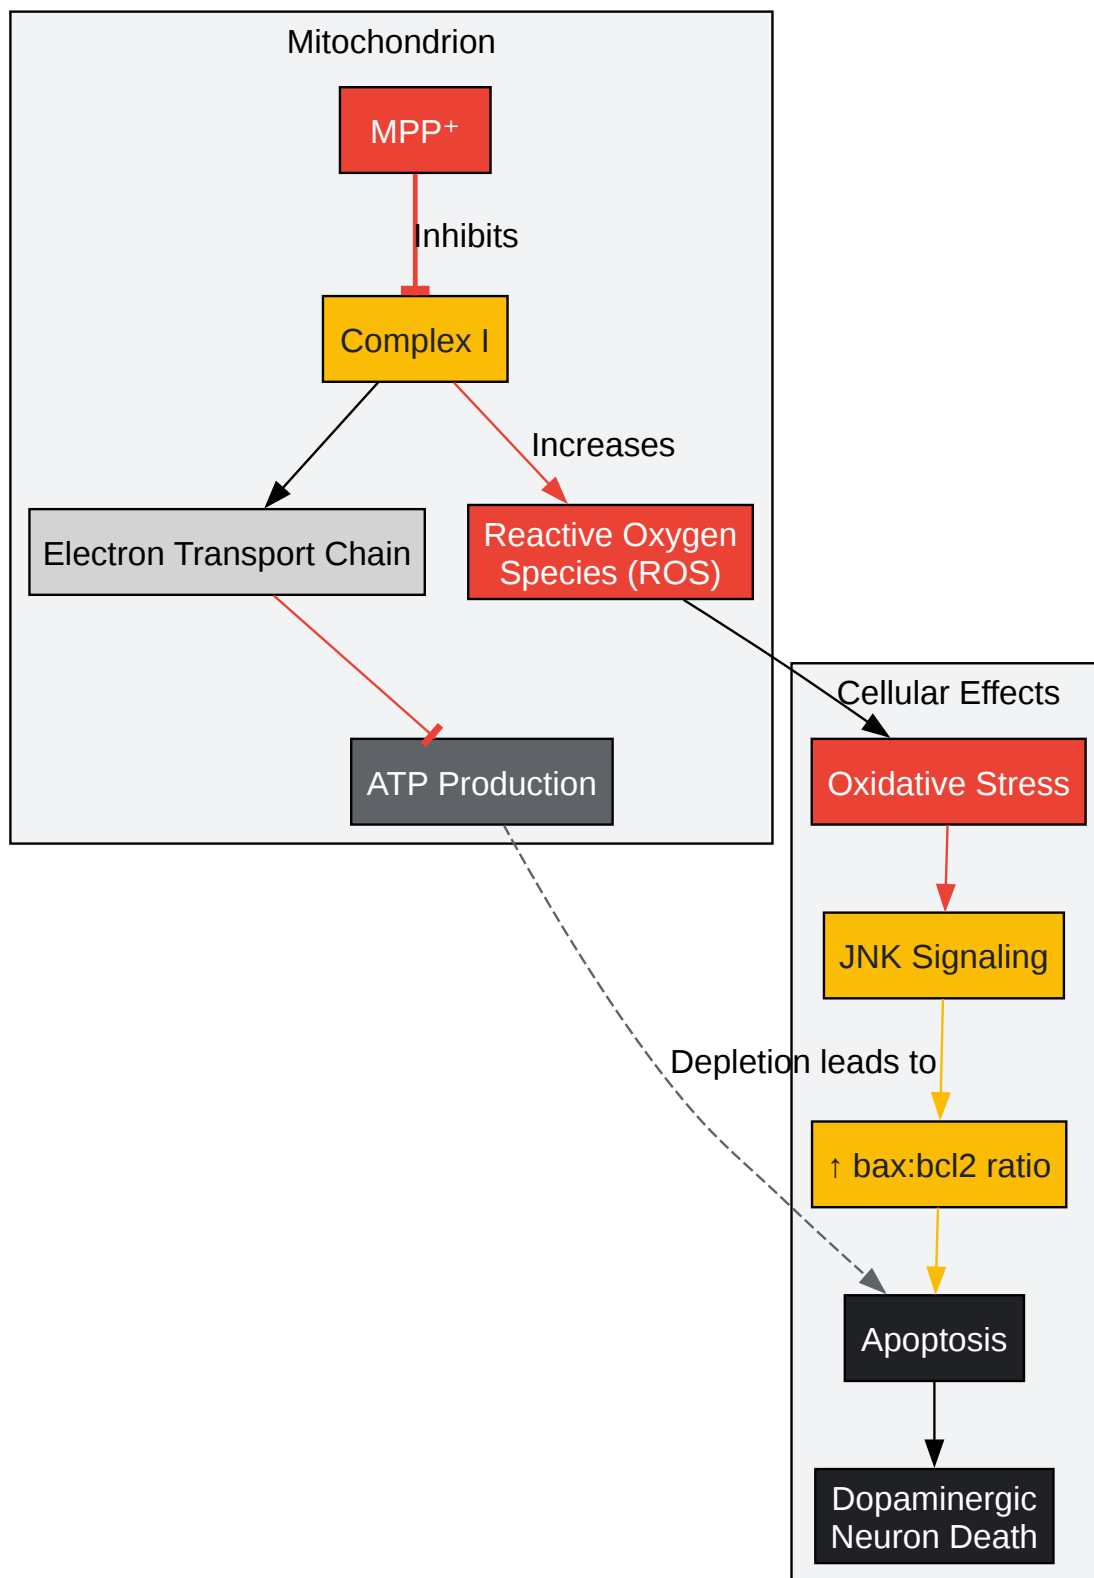 Mitochondrion
MPP⁺
Inhibits
Complex I
Increases
Electron Transport Chain
Reactive Oxygen
Species (ROS)
ATP Production
Cellular Effects
Oxidative Stress
JNK Signaling
Depletion leads to
↑ bax:bcl2 ratio
Apoptosis
Dopaminergic
Neuron Death